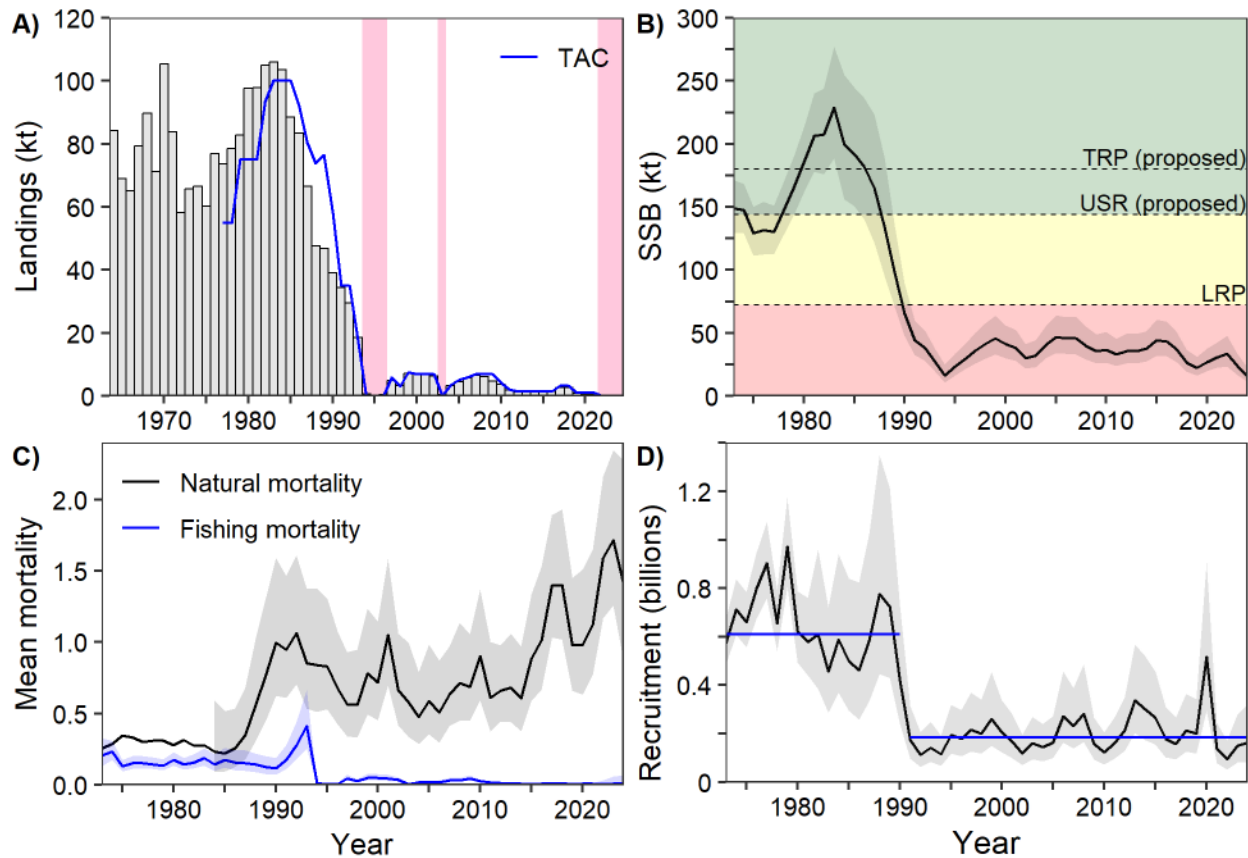 A)
Landings (kt)
120
100
80
60
40
20
0
TAC
1970 1980 1990 2000 2010 2020
B)
SSB (kt)
300
250
200
150
100
50
0
TRP (proposed)
USR (proposed)
LRP
1980 1990 2000 2010 2020
C)
Mean mortality
2.0
1.5
1.0
0.5
0.0
Natural mortality
Fishing mortality
1980 1990 2000 2010 2020
Year
D)
Recruitment (billions)
1.2
0.8
0.4
0
1980 1990 2000 2010 2020
Year